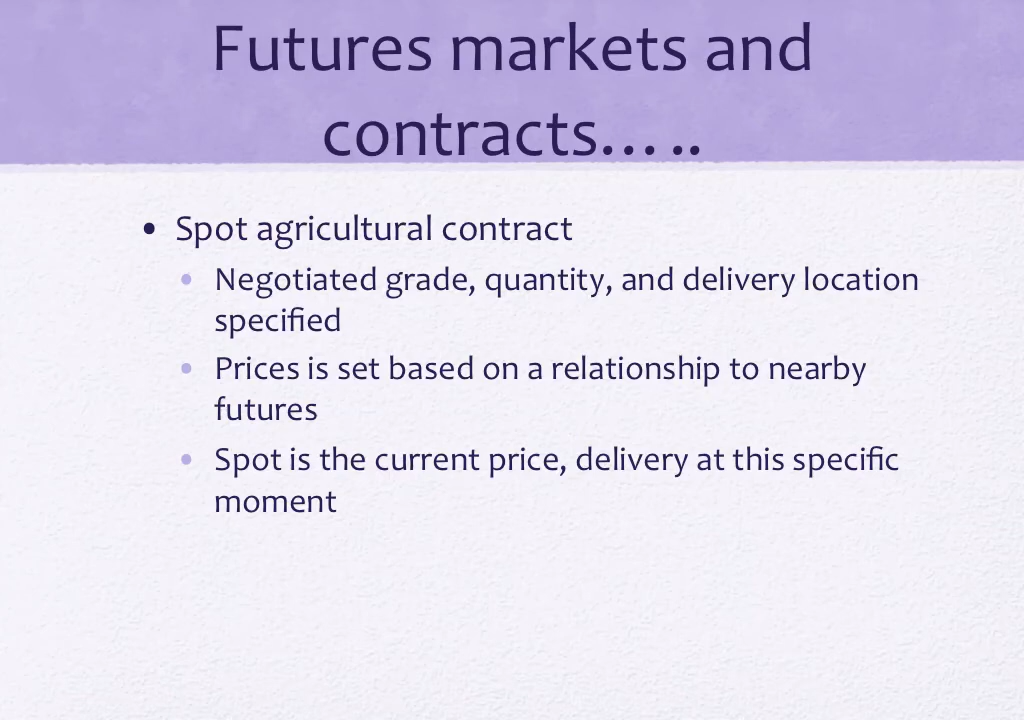 Futures markets and
contracts…..
• Spot agricultural contract
• Negotiated grade, quantity, and delivery location
specified
• Prices is set based on a relationship to nearby
futures
• Spot is the current price, delivery at this specific
moment